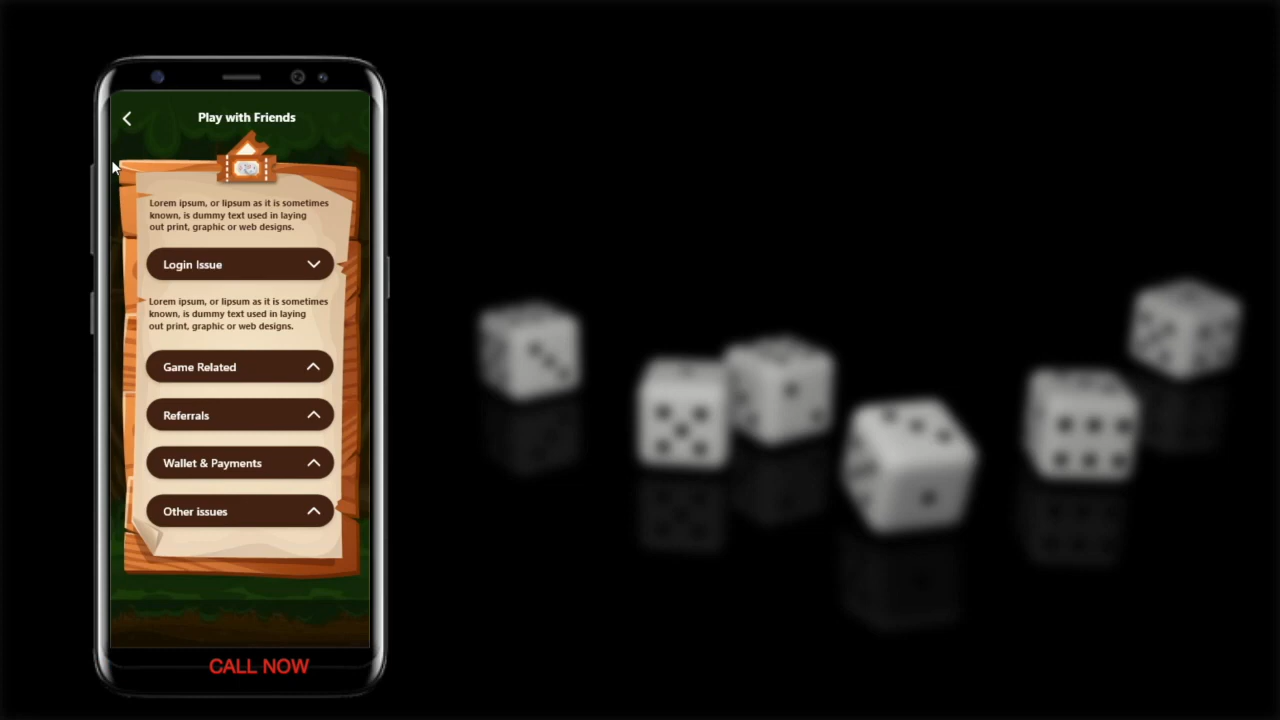 Play with Friends
Lorem ipsum, or lipsum as it is sometimes
known, is dummy text used in laying
out print, graphic or web designs.
Login Issue
Lorem ipsum, or lipsum as it is sometimes
known, is dummy text used in laying
out print, graphic or web designs.
Game Related
Referrals
Wallet & Payments
Other issues
CALL NOW